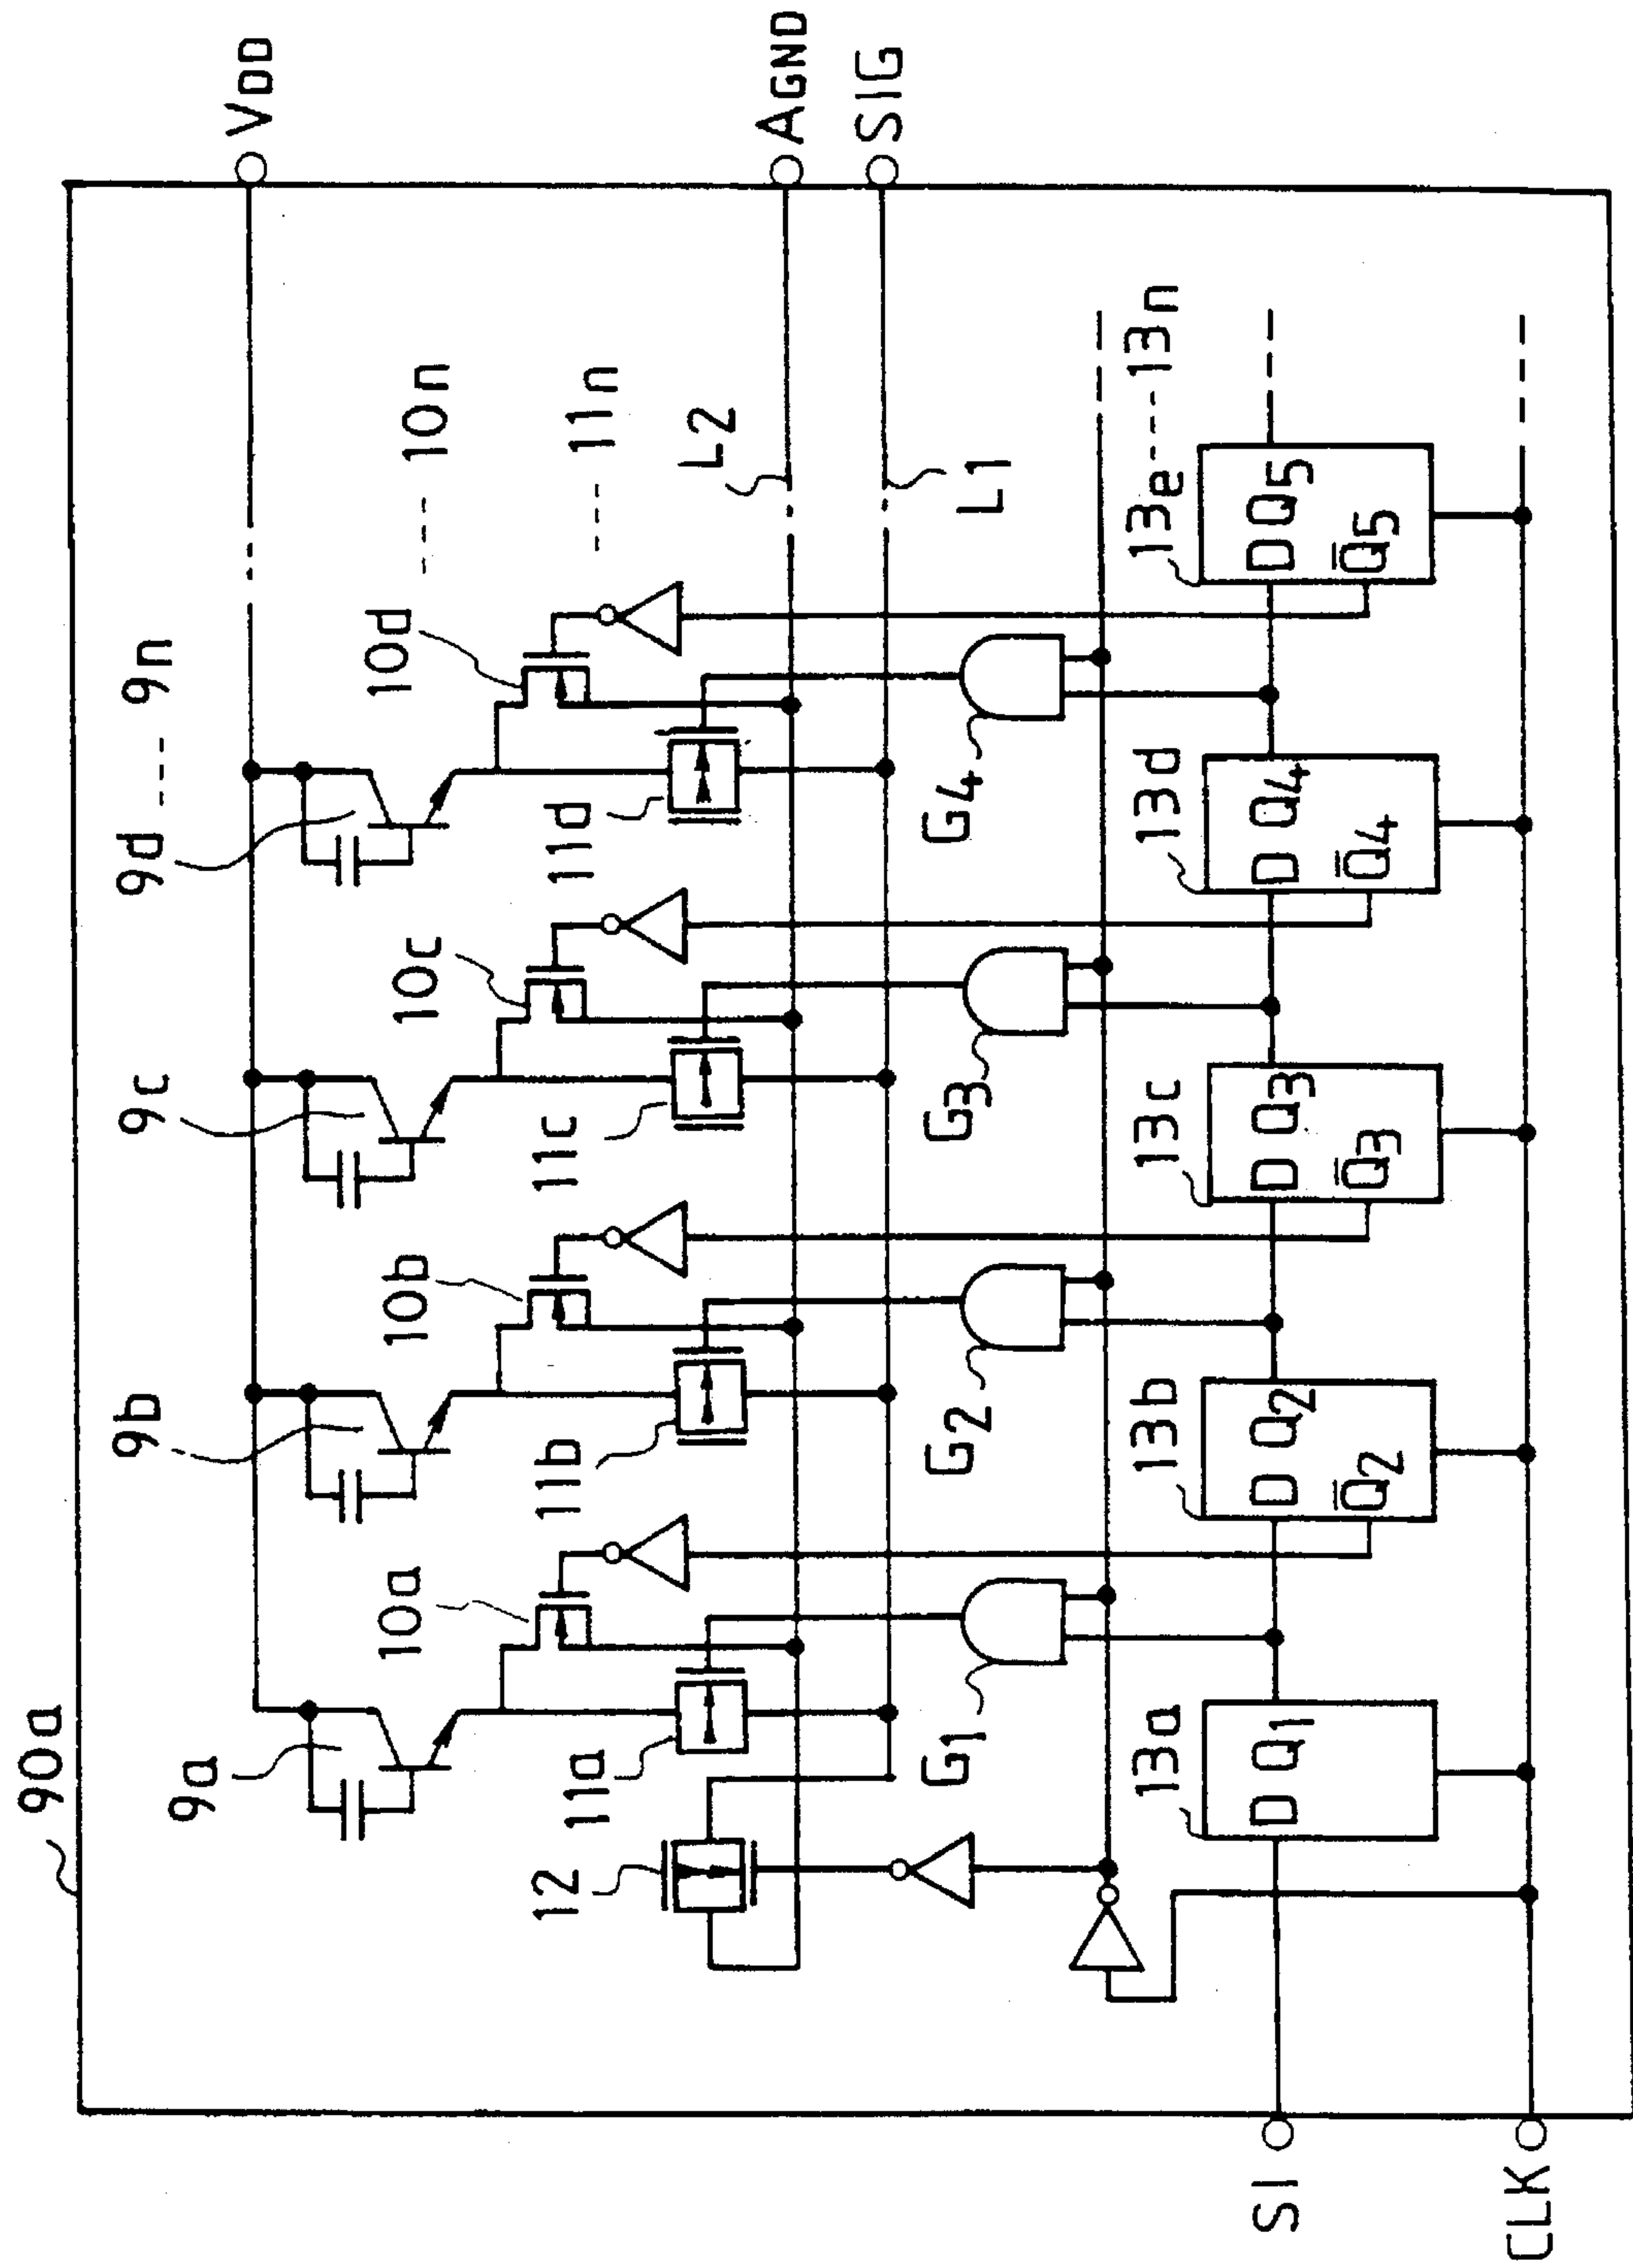 90a
VDD
9a
9b
9c
9d ---- 9n
10a
10b
10c
10d
--- 10n
12
11a
11b
11c
11d
--- 11n
L2
AGND
SIG
L1
G1
G2
G3
G4
13a
13b
13c
13d
13e ---- 13n
D Q1
D Q2
Q̅2
D Q3
Q̅3
D Q4
Q̅4
D Q5
Q̅5
SI
CLK